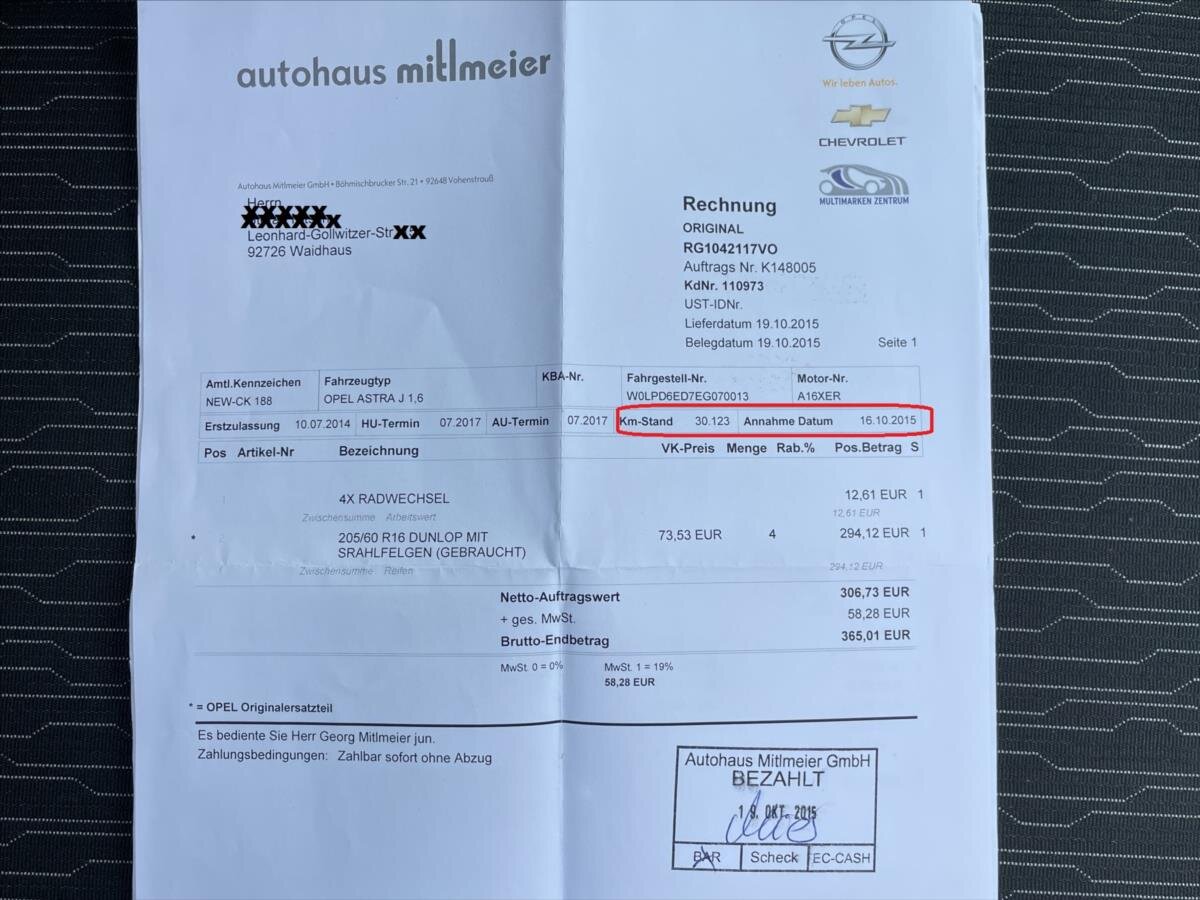 autohaus mitlmeier
OPEL
Wir leben Autos.
CHEVROLET
MULTIMARKEN ZENTRUM
Autohaus Mitlmeier GmbH • Böhmischbrucker Str. 21 • 92648 Vohenstrauß
Herrn
Leonhard-Gollwitzer-Str
92726 Waidhaus
Rechnung
ORIGINAL
RG1042117VO
Auftrags Nr. K148005
KdNr. 110973
UST-IDNr.
Lieferdatum 19.10.2015
Belegdatum 19.10.2015 Seite 1
Amtl.Kennzeichen Fahrzeugtyp KBA-Nr. Fahrgestell-Nr. Motor-Nr.
NEW-CK 188 OPEL ASTRA J 1,6 W0LPD6ED7EG070013 A16XER
Erstzulassung 10.07.2014 HU-Termin 07.2017 AU-Termin 07.2017 Km-Stand 30.123 Annahme Datum 16.10.2015
Pos Artikel-Nr Bezeichnung VK-Preis Menge Rab.% Pos.Betrag S
4X RADWECHSEL 12,61 EUR 1
Zwischensumme Arbeitswert 12,61 EUR
* 205/60 R16 DUNLOP MIT 73,53 EUR 4 294,12 EUR 1
SRAHLFELGEN (GEBRAUCHT)
Zwischensumme Reifen 294,12 EUR
Netto-Auftragswert 306,73 EUR
+ ges. MwSt. 58,28 EUR
Brutto-Endbetrag 365,01 EUR
MwSt. 0 = 0% MwSt. 1 = 19%
58,28 EUR
* = OPEL Originalersatzteil
Es bediente Sie Herr Georg Mitlmeier jun.
Zahlungsbedingungen: Zahlbar sofort ohne Abzug
Autohaus Mitlmeier GmbH
BEZAHLT
19. OKT. 2015
BAR Scheck EC-CASH